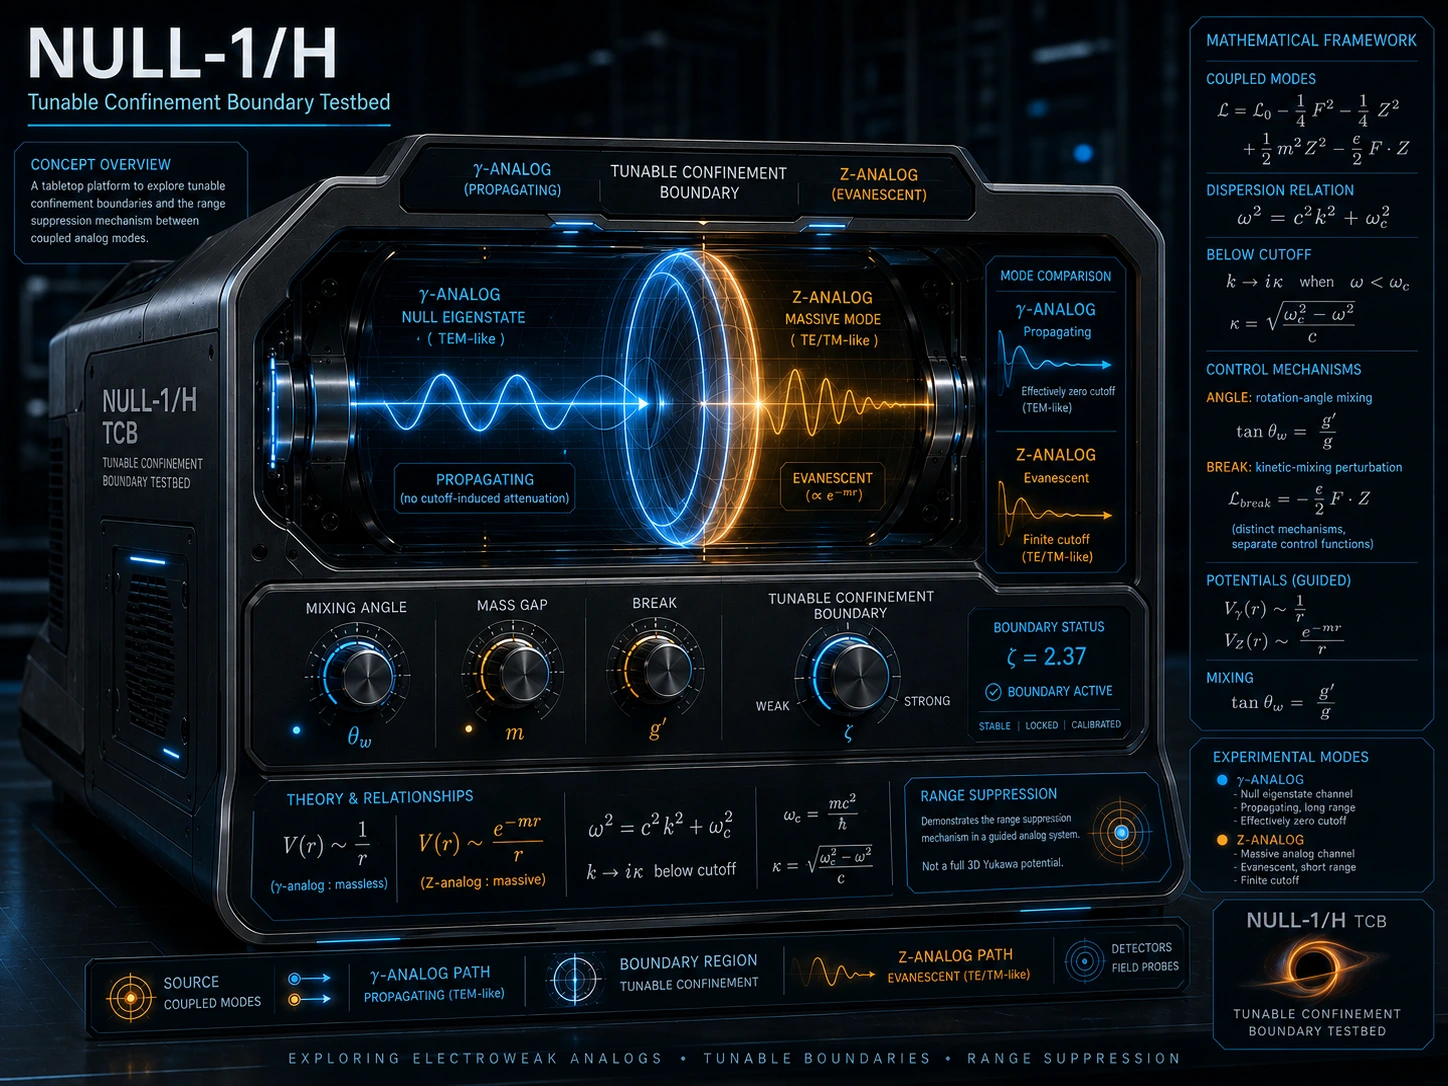 NULL-1/H
Tunable Confinement Boundary Testbed
CONCEPT OVERVIEW
A tabletop platform to explore tunable
confinement boundaries and the range
suppression mechanism between
coupled analog modes.
γ-ANALOG
(PROPAGATING)
TUNABLE CONFINEMENT
BOUNDARY
Z-ANALOG
(EVANESCENT)
γ-ANALOG
NULL EIGENSTATE
( TEM-like )
PROPAGATING
(no cutoff-induced attenuation)
Z-ANALOG
MASSIVE MODE
( TE/TM-like )
EVANESCENT
(∝ e^{-mr})
MODE COMPARISON
γ-ANALOG
Propagating
Effectively zero cutoff
(TEM-like)
Z-ANALOG
Evanescent
Finite cutoff
(TE/TM-like)
NULL-1/H
TCB
TUNABLE CONFINEMENT
BOUNDARY TESTBED
MIXING ANGLE
θ_w
MASS GAP
m
BREAK
g′
TUNABLE CONFINEMENT
BOUNDARY
WEAK
STRONG
ζ
BOUNDARY STATUS
ζ = 2.37
BOUNDARY ACTIVE
STABLE | LOCKED | CALIBRATED
THEORY & RELATIONSHIPS
V(r) ∼ 1/r
(γ-analog : massless)
V(r) ∼ e^{-mr}/r
(Z-analog : massive)
ω² = c²k² + ω_c²
k → iκ below cutoff
ω_c = mc²/ħ
κ = √(ω_c² − ω²)/c
RANGE SUPPRESSION
Demonstrates the range suppression
mechanism in a guided analog system.
Not a full 3D Yukawa potential.
SOURCE
COUPLED MODES
γ-ANALOG PATH
PROPAGATING (TEM-like)
BOUNDARY REGION
TUNABLE CONFINEMENT
Z-ANALOG PATH
EVANESCENT (TE/TM-like)
DETECTORS
FIELD PROBES
EXPLORING ELECTROWEAK ANALOGS • TUNABLE BOUNDARIES • RANGE SUPPRESSION
MATHEMATICAL FRAMEWORK
COUPLED MODES
ℒ = ℒ₀ − 1/4 F² − 1/4 Z²
+ 1/2 m²Z² − ϵ/2 F · Z
DISPERSION RELATION
ω² = c²k² + ω_c²
BELOW CUTOFF
k → iκ when ω < ω_c
κ = √(ω_c² − ω²)/c
CONTROL MECHANISMS
ANGLE: rotation-angle mixing
tan θ_w = g′/g
BREAK: kinetic-mixing perturbation
ℒ_break = − ϵ/2 F · Z
(distinct mechanisms,
separate control functions)
POTENTIALS (GUIDED)
V_γ(r) ∼ 1/r
V_Z(r) ∼ e^{-mr}/r
MIXING
tan θ_w = g′/g
EXPERIMENTAL MODES
γ-ANALOG
- Null eigenstate channel
- Propagating, long range
- Effectively zero cutoff
Z-ANALOG
- Massive analog channel
- Evanescent, short range
- Finite cutoff
NULL-1/H TCB
TUNABLE CONFINEMENT
BOUNDARY TESTBED